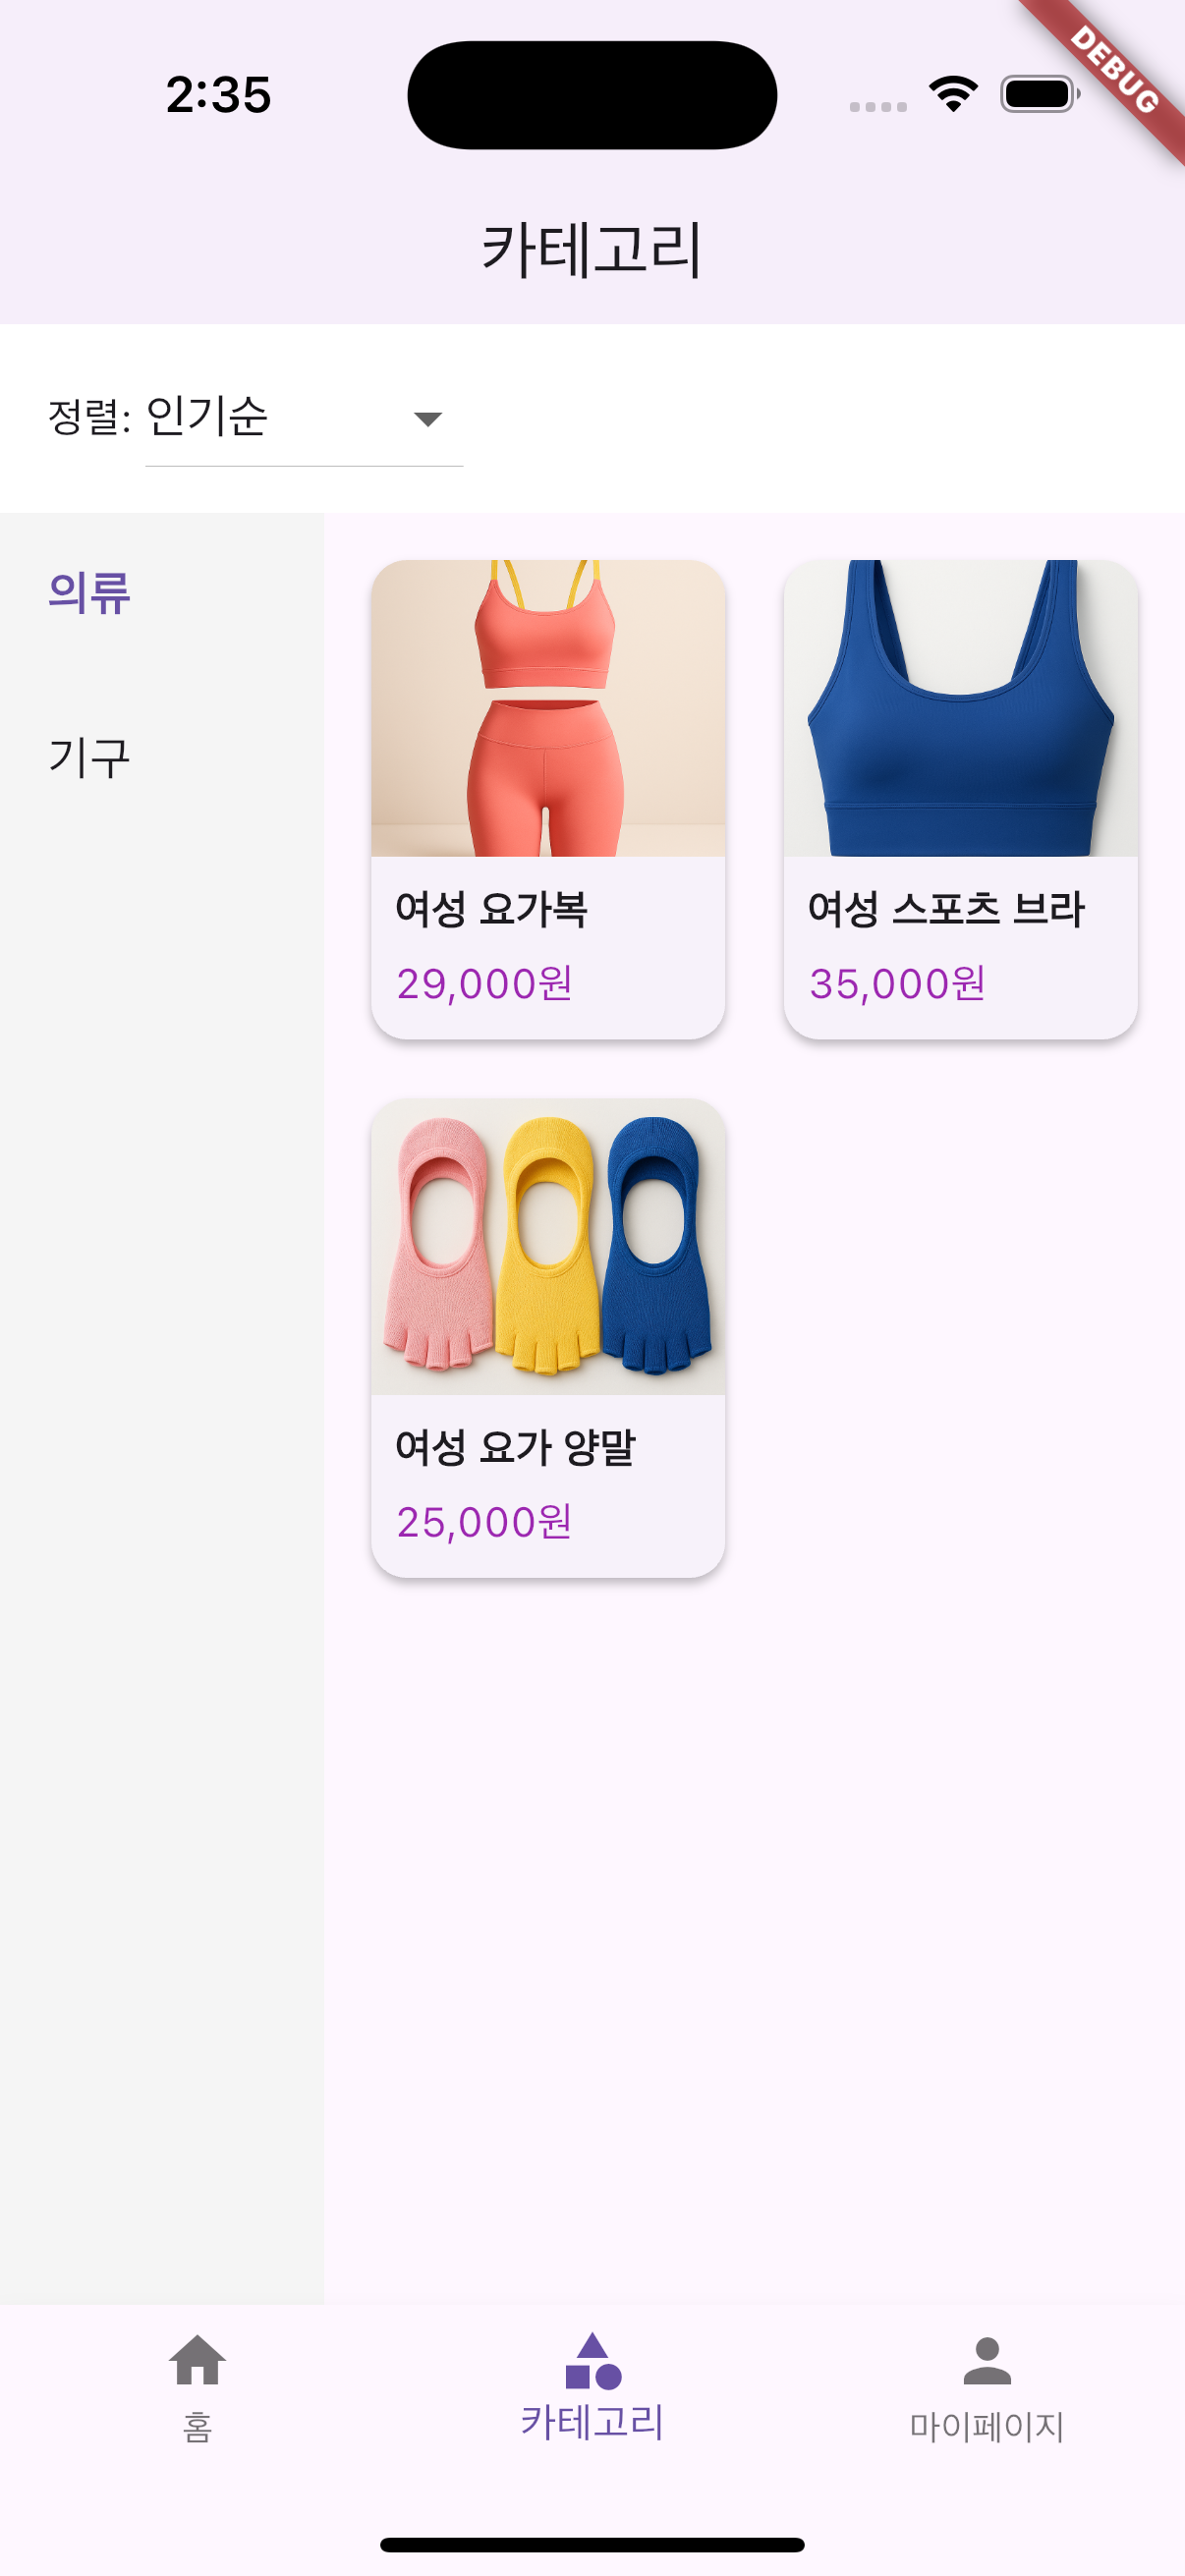 2:35
DEBUG
카테고리
정렬: 인기순
의류
기구
여성 요가복
29,000원
여성 스포츠 브라
35,000원
여성 요가 양말
25,000원
홈
카테고리
마이페이지